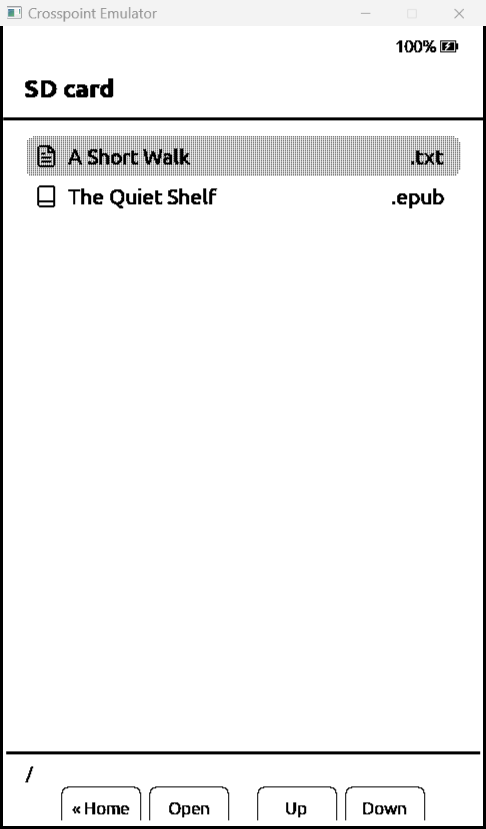 Crosspoint Emulator
100%
SD card
A Short Walk .txt
The Quiet Shelf .epub
/
« Home Open Up Down